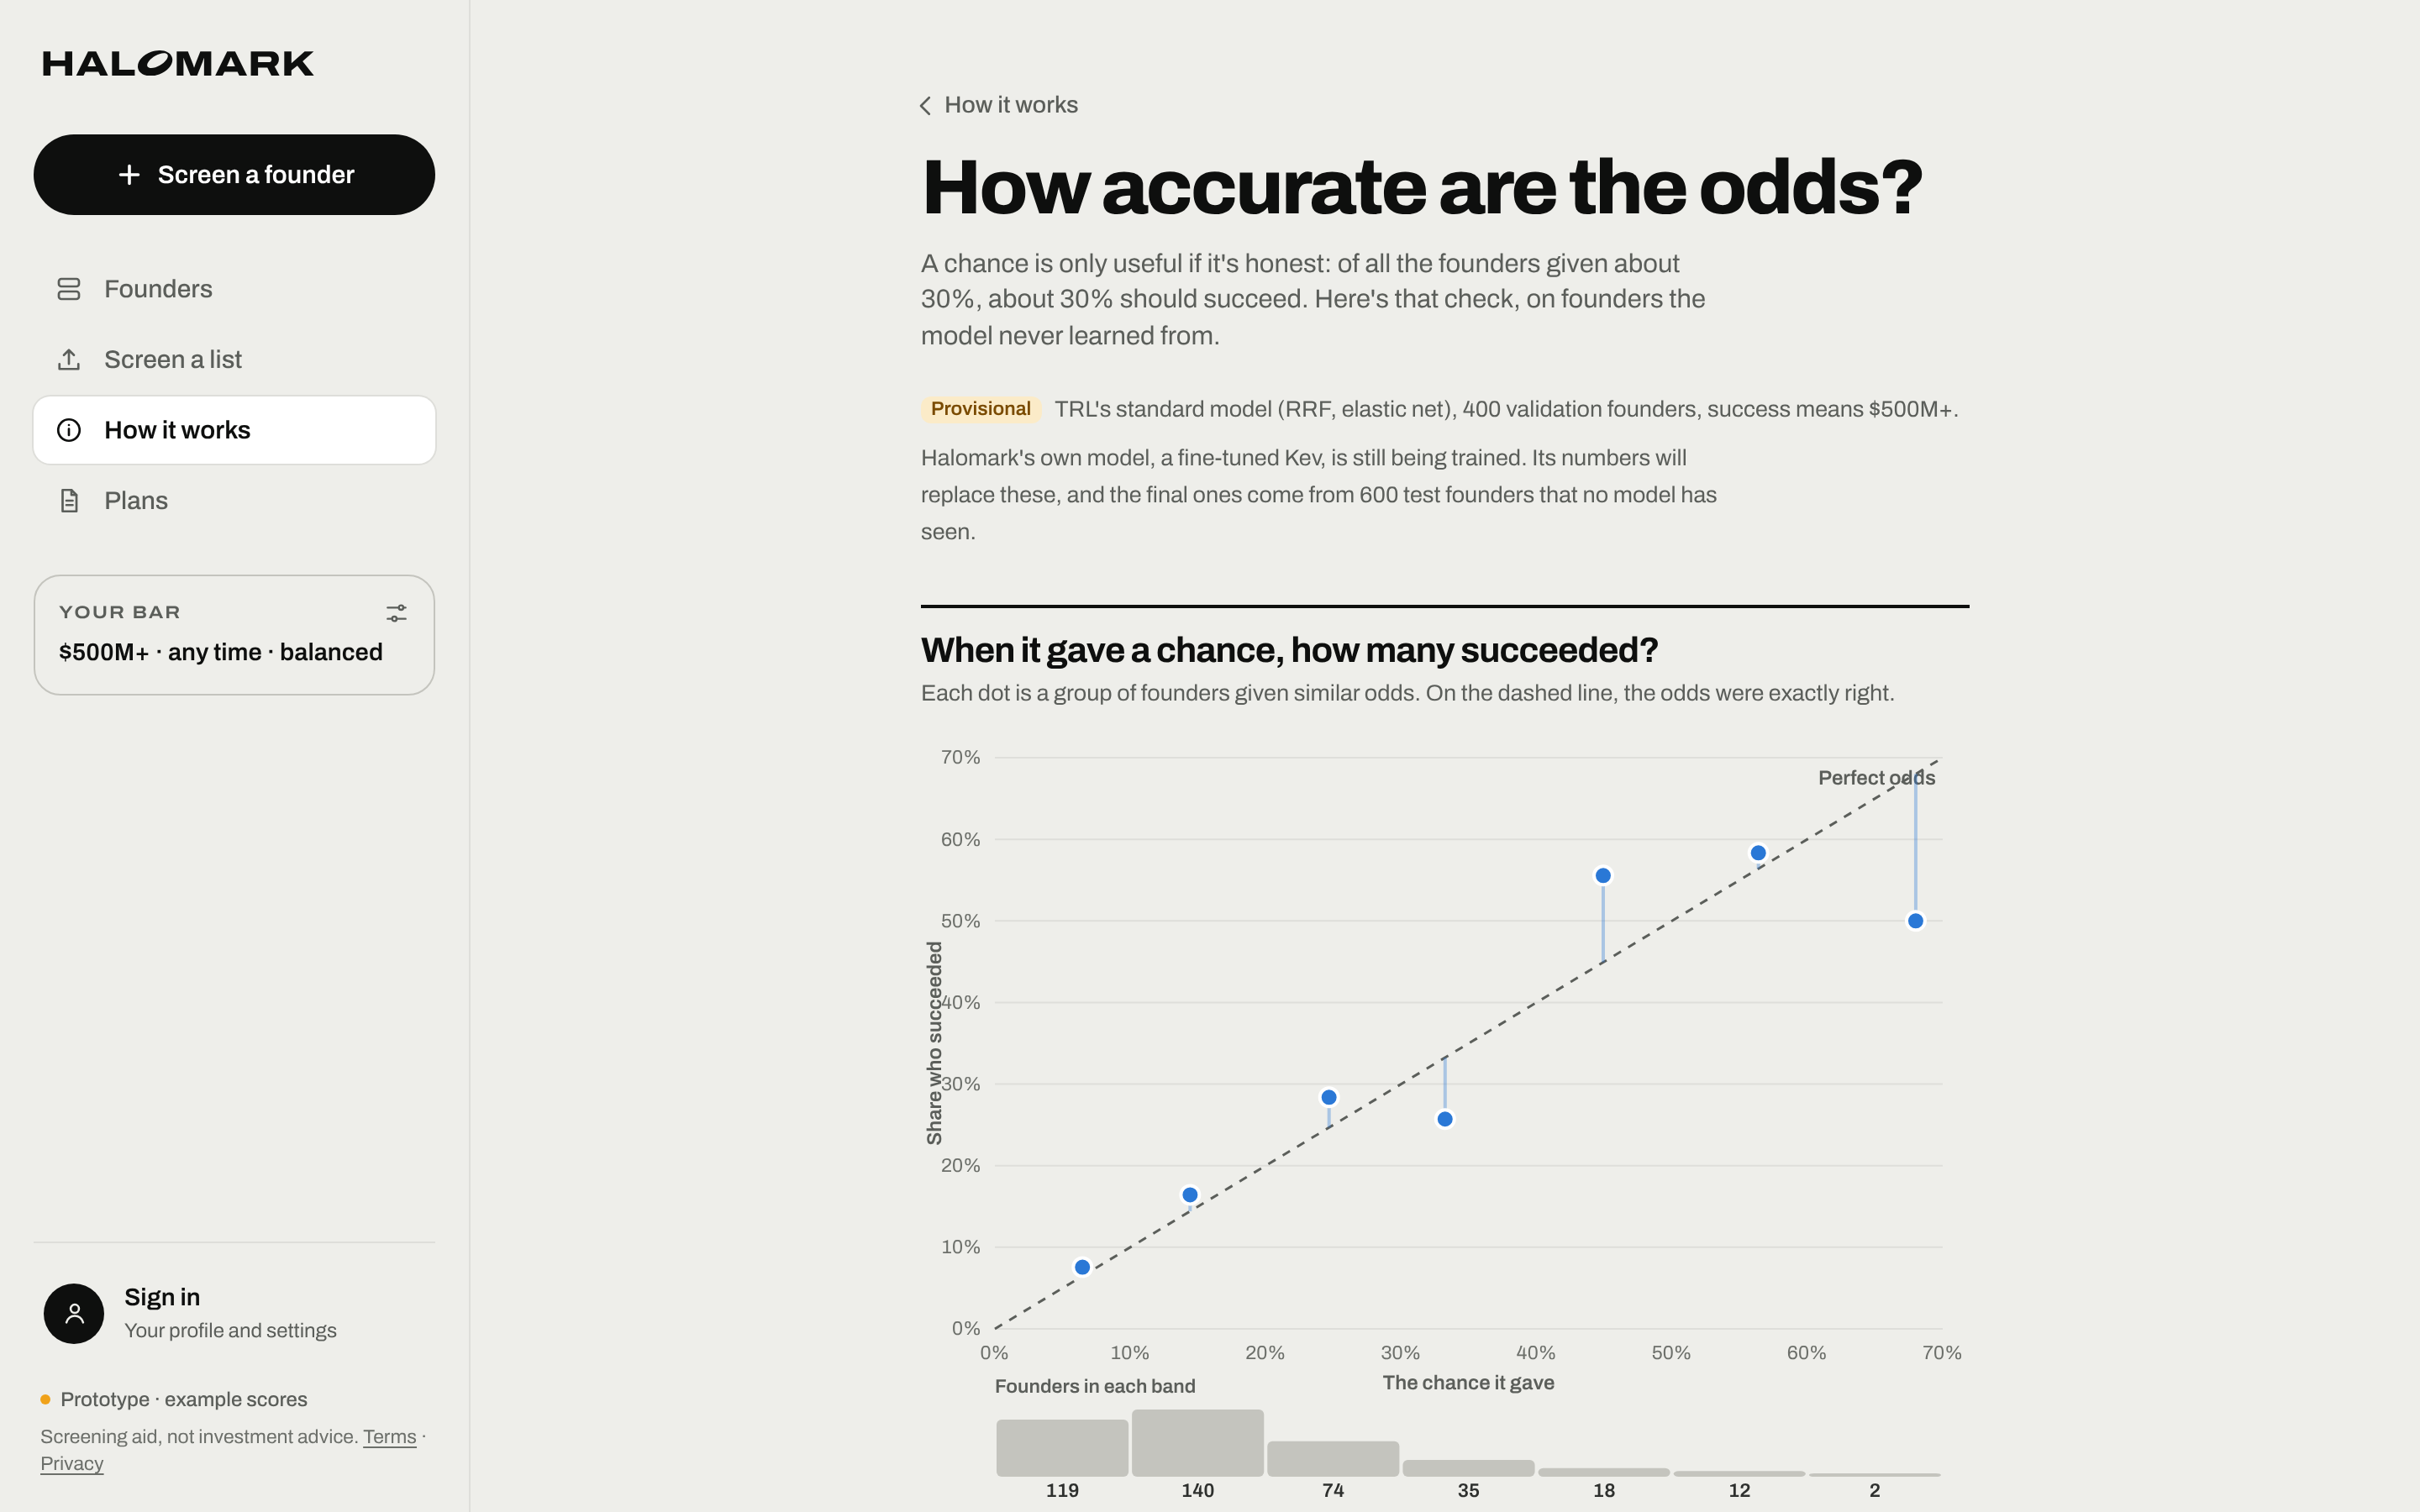 HALOMARK
Screen a founder
Founders
Screen a list
How it works
Plans
YOUR BAR
$500M+ · any time · balanced
Sign in
Your profile and settings
Prototype · example scores
Screening aid, not investment advice. Terms ·
Privacy
How it works
How accurate are the odds?
A chance is only useful if it's honest: of all the founders given about
30%, about 30% should succeed. Here's that check, on founders the
model never learned from.
Provisional TRL's standard model (RRF, elastic net), 400 validation founders, success means $500M+.
Halomark's own model, a fine-tuned Kev, is still being trained. Its numbers will
replace these, and the final ones come from 600 test founders that no model has
seen.
When it gave a chance, how many succeeded?
Each dot is a group of founders given similar odds. On the dashed line, the odds were exactly right.
70%
Perfect odds
60%
50%
40%
30%
20%
10%
0%
Share who succeeded
0% 10% 20% 30% 40% 50% 60% 70%
Founders in each band
The chance it gave
119 140 74 35 18 12 2